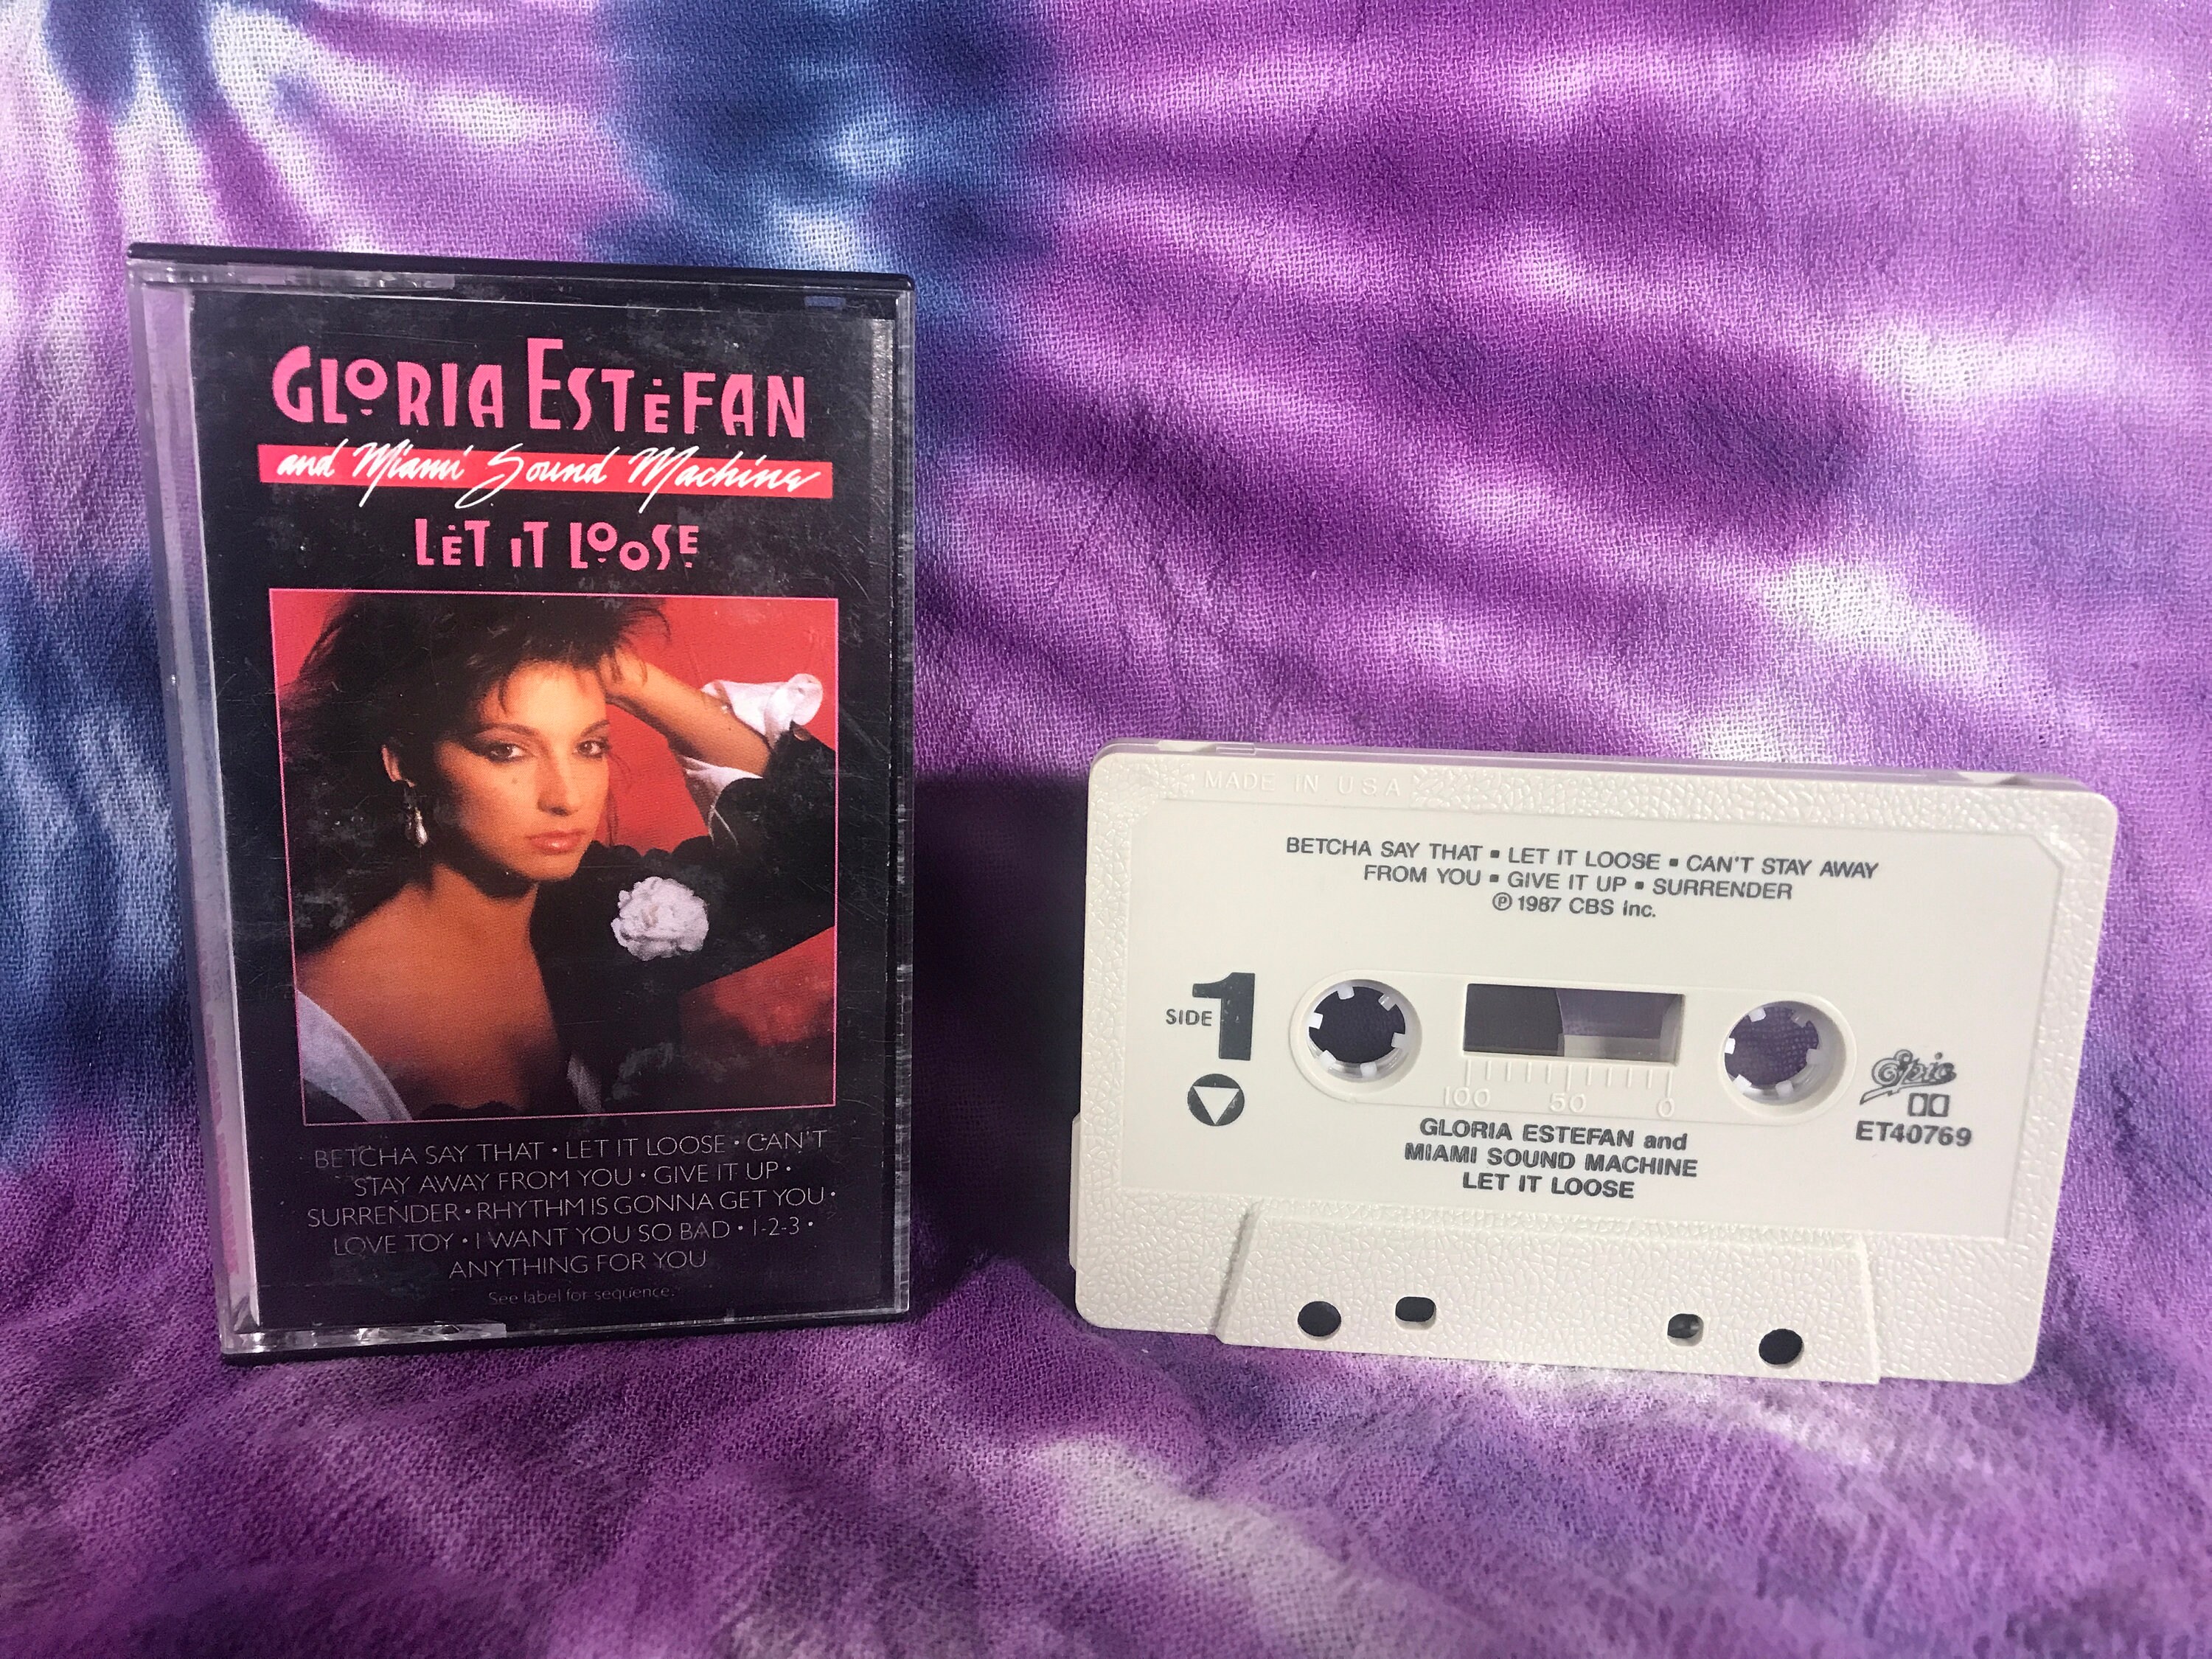 GLORIA ESTEFAN
and Miami Sound Machine
LET IT LOOSE
BETCHA SAY THAT • LET IT LOOSE • CAN'T
STAY AWAY FROM YOU • GIVE IT UP •
SURRENDER • RHYTHM IS GONNA GET YOU •
LOVE TOY • I WANT YOU SO BAD • 1-2-3 •
ANYTHING FOR YOU
See label for sequence.
MADE IN USA
BETCHA SAY THAT ▪ LET IT LOOSE ▪ CAN'T STAY AWAY
FROM YOU ▪ GIVE IT UP ▪ SURRENDER
℗ 1987 CBS Inc.
SIDE 1
100 50 0
Epic
ET40769
GLORIA ESTEFAN and
MIAMI SOUND MACHINE
LET IT LOOSE